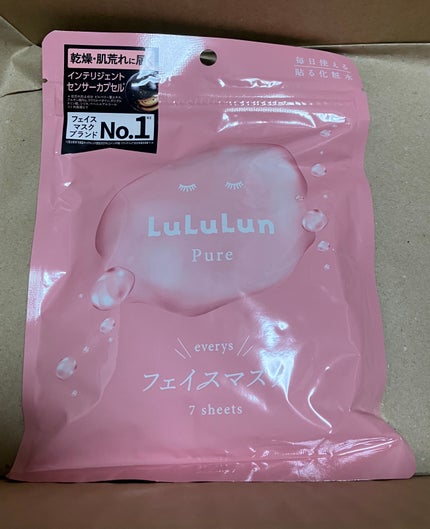 乾燥・肌荒れに
インテリジェント
センサーカプセル
フェイス
マスク
ブランド
No.1
毎日使える
貼る化粧水
LuLuLun
Pure
everys
フェイスマスク
7 sheets